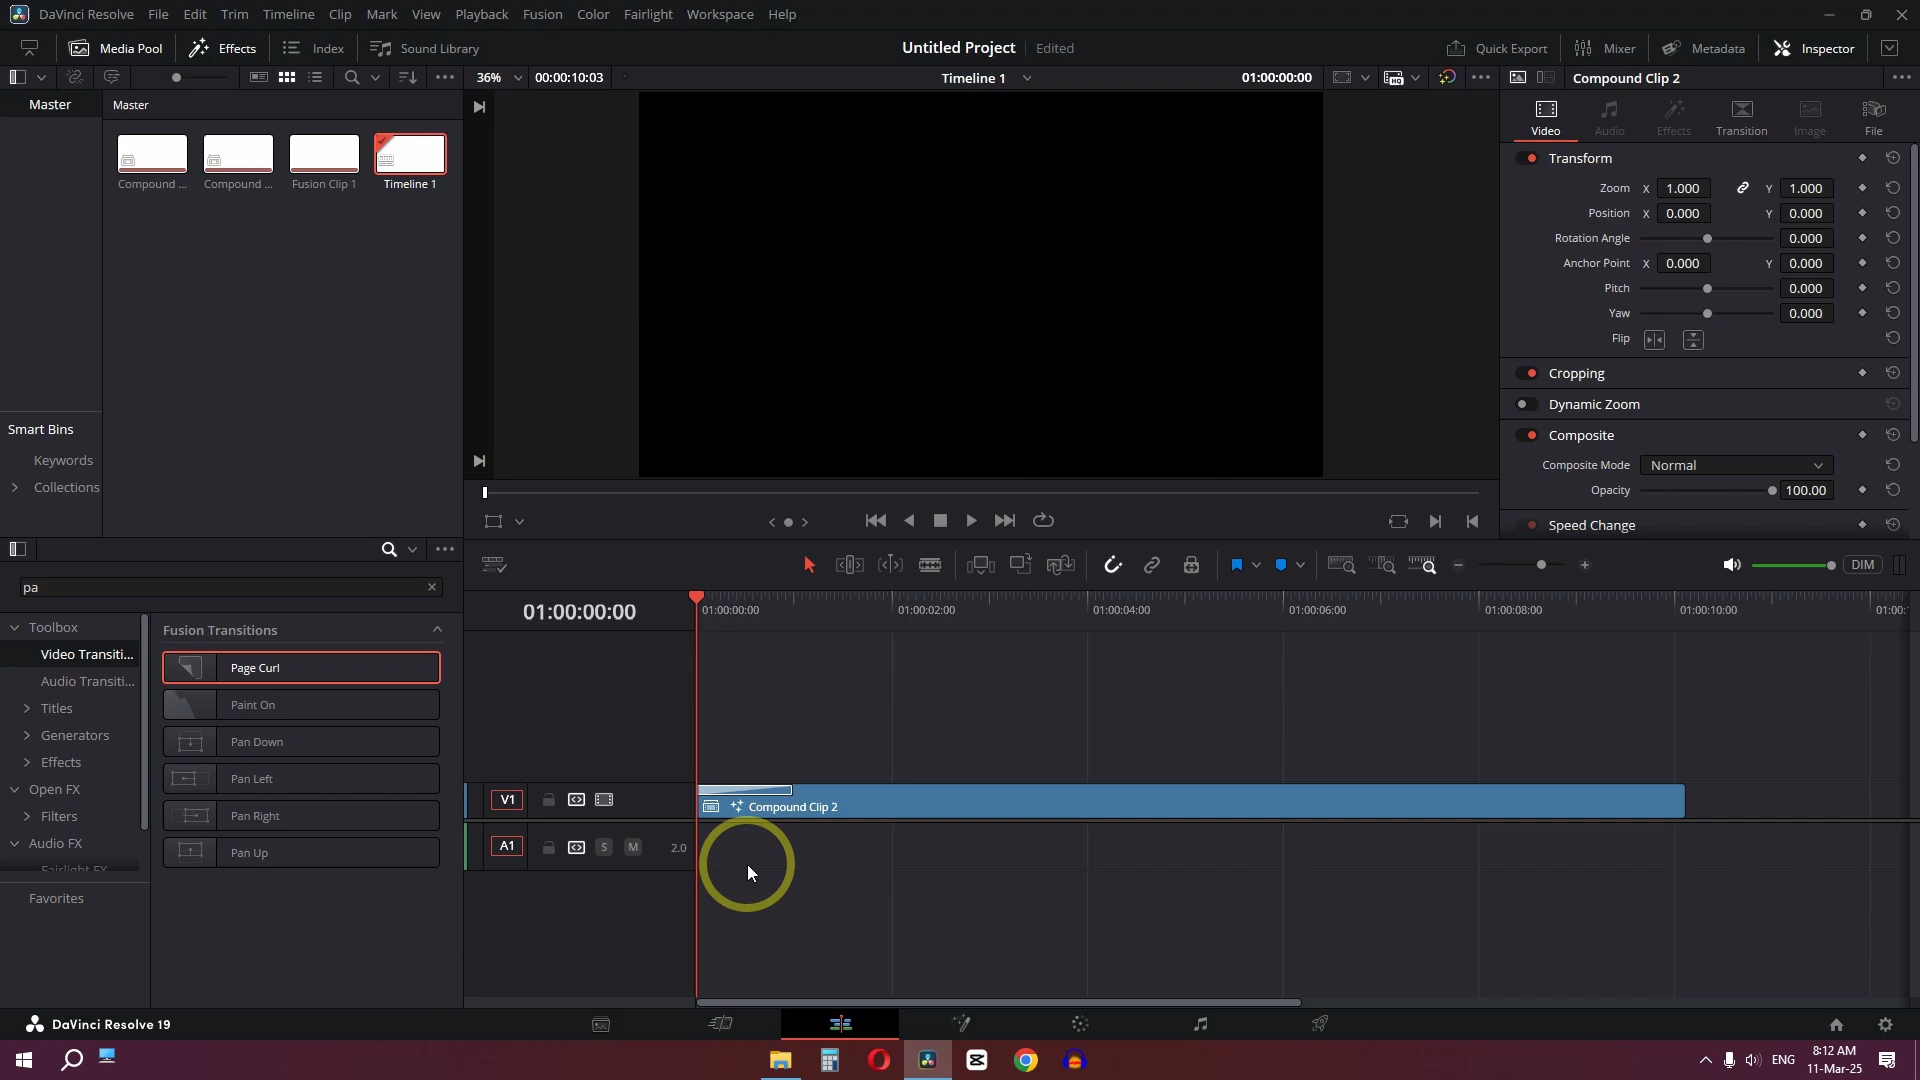 DaVinci Resolve File Edit Trim Timeline Clip Mark View Playback Fusion Color Fairlight Workspace Help
Media Pool Effects Index Sound Library Untitled Project Edited Quick Export Mixer Metadata Inspector
36% 00:00:10:03 Timeline 1 01:00:00:00 Compound Clip 2
Master Master
Video Audio Effects Transition Image File
Compound ... Compound ... Fusion Clip 1 Timeline 1
Transform
Zoom X 1.000 Y 1.000
Position X 0.000 Y 0.000
Rotation Angle 0.000
Anchor Point X 0.000 Y 0.000
Pitch 0.000
Yaw 0.000
Flip
Cropping
Dynamic Zoom
Smart Bins
Composite
Keywords
Composite Mode Normal
Collections
Opacity 100.00
Speed Change
DIM
pa
01:00:00:00 01:00:00:00 01:00:02:00 01:00:04:00 01:00:06:00 01:00:08:00 01:00:10:00 01:00:
Toolbox Fusion Transitions
Video Transiti... Page Curl
Audio Transiti...
Titles Paint On
Generators Pan Down
Effects
Open FX Pan Left
Filters Pan Right
V1 Compound Clip 2
Audio FX Pan Up
A1 S M 2.0
Fairlight FX
Favorites
DaVinci Resolve 19
ENG 8:12 AM
11-Mar-25